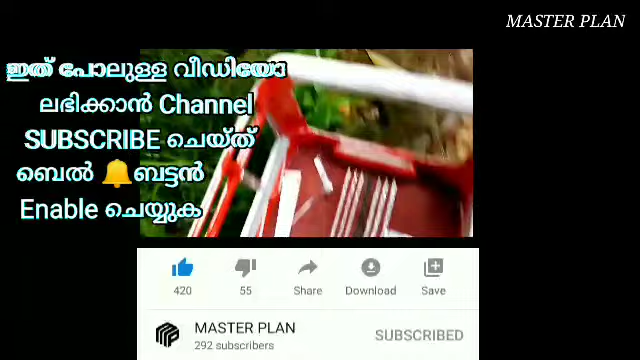 MASTER PLAN
ഇത് പോലുള്ള വീഡിയോ
ലഭിക്കാൻ Channel
SUBSCRIBE ചെയ്ത്
ബെൽ 🔔ബട്ടൻ
Enable ചെയ്യുക
420 55 Share Download Save
MASTER PLAN SUBSCRIBED
292 subscribers